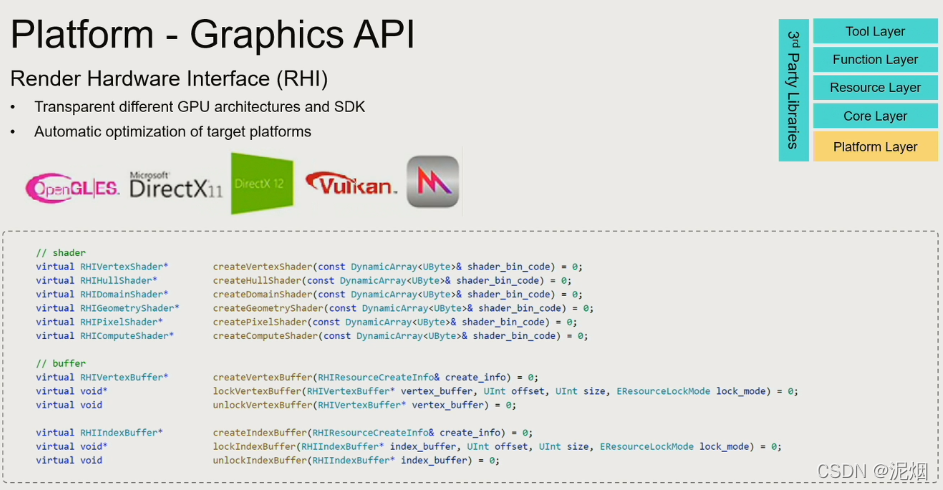 Platform - Graphics API
Render Hardware Interface (RHI)
• Transparent different GPU architectures and SDK
• Automatic optimization of target platforms
3rd Party Libraries
Tool Layer
Function Layer
Resource Layer
Core Layer
Platform Layer
OpenGL|ES.
Microsoft®
DirectX11
DirectX 12
Vulkan™
// shader
virtual RHIVertexShader* createVertexShader(const DynamicArray<UByte>& shader_bin_code) = 0;
virtual RHIHullShader* createHullShader(const DynamicArray<UByte>& shader_bin_code) = 0;
virtual RHIDomainShader* createDomainShader(const DynamicArray<UByte>& shader_bin_code) = 0;
virtual RHIGeometryShader* createGeometryShader(const DynamicArray<UByte>& shader_bin_code) = 0;
virtual RHIPixelShader* createPixelShader(const DynamicArray<UByte>& shader_bin_code) = 0;
virtual RHIComputeShader* createComputeShader(const DynamicArray<UByte>& shader_bin_code) = 0;
// buffer
virtual RHIVertexBuffer* createVertexBuffer(RHIResourceCreateInfo& create_info) = 0;
virtual void* lockVertexBuffer(RHIVertexBuffer* vertex_buffer, UInt offset, UInt size, EResourceLockMode lock_mode) = 0;
virtual void unlockVertexBuffer(RHIVertexBuffer* vertex_buffer) = 0;
virtual RHIIndexBuffer* createIndexBuffer(RHIResourceCreateInfo& create_info) = 0;
virtual void* lockIndexBuffer(RHIIndexBuffer* index_buffer, UInt offset, UInt size, EResourceLockMode lock_mode) = 0;
virtual void unlockIndexBuffer(RHIIndexBuffer* index_buffer) = 0;
CSDN @泥烟